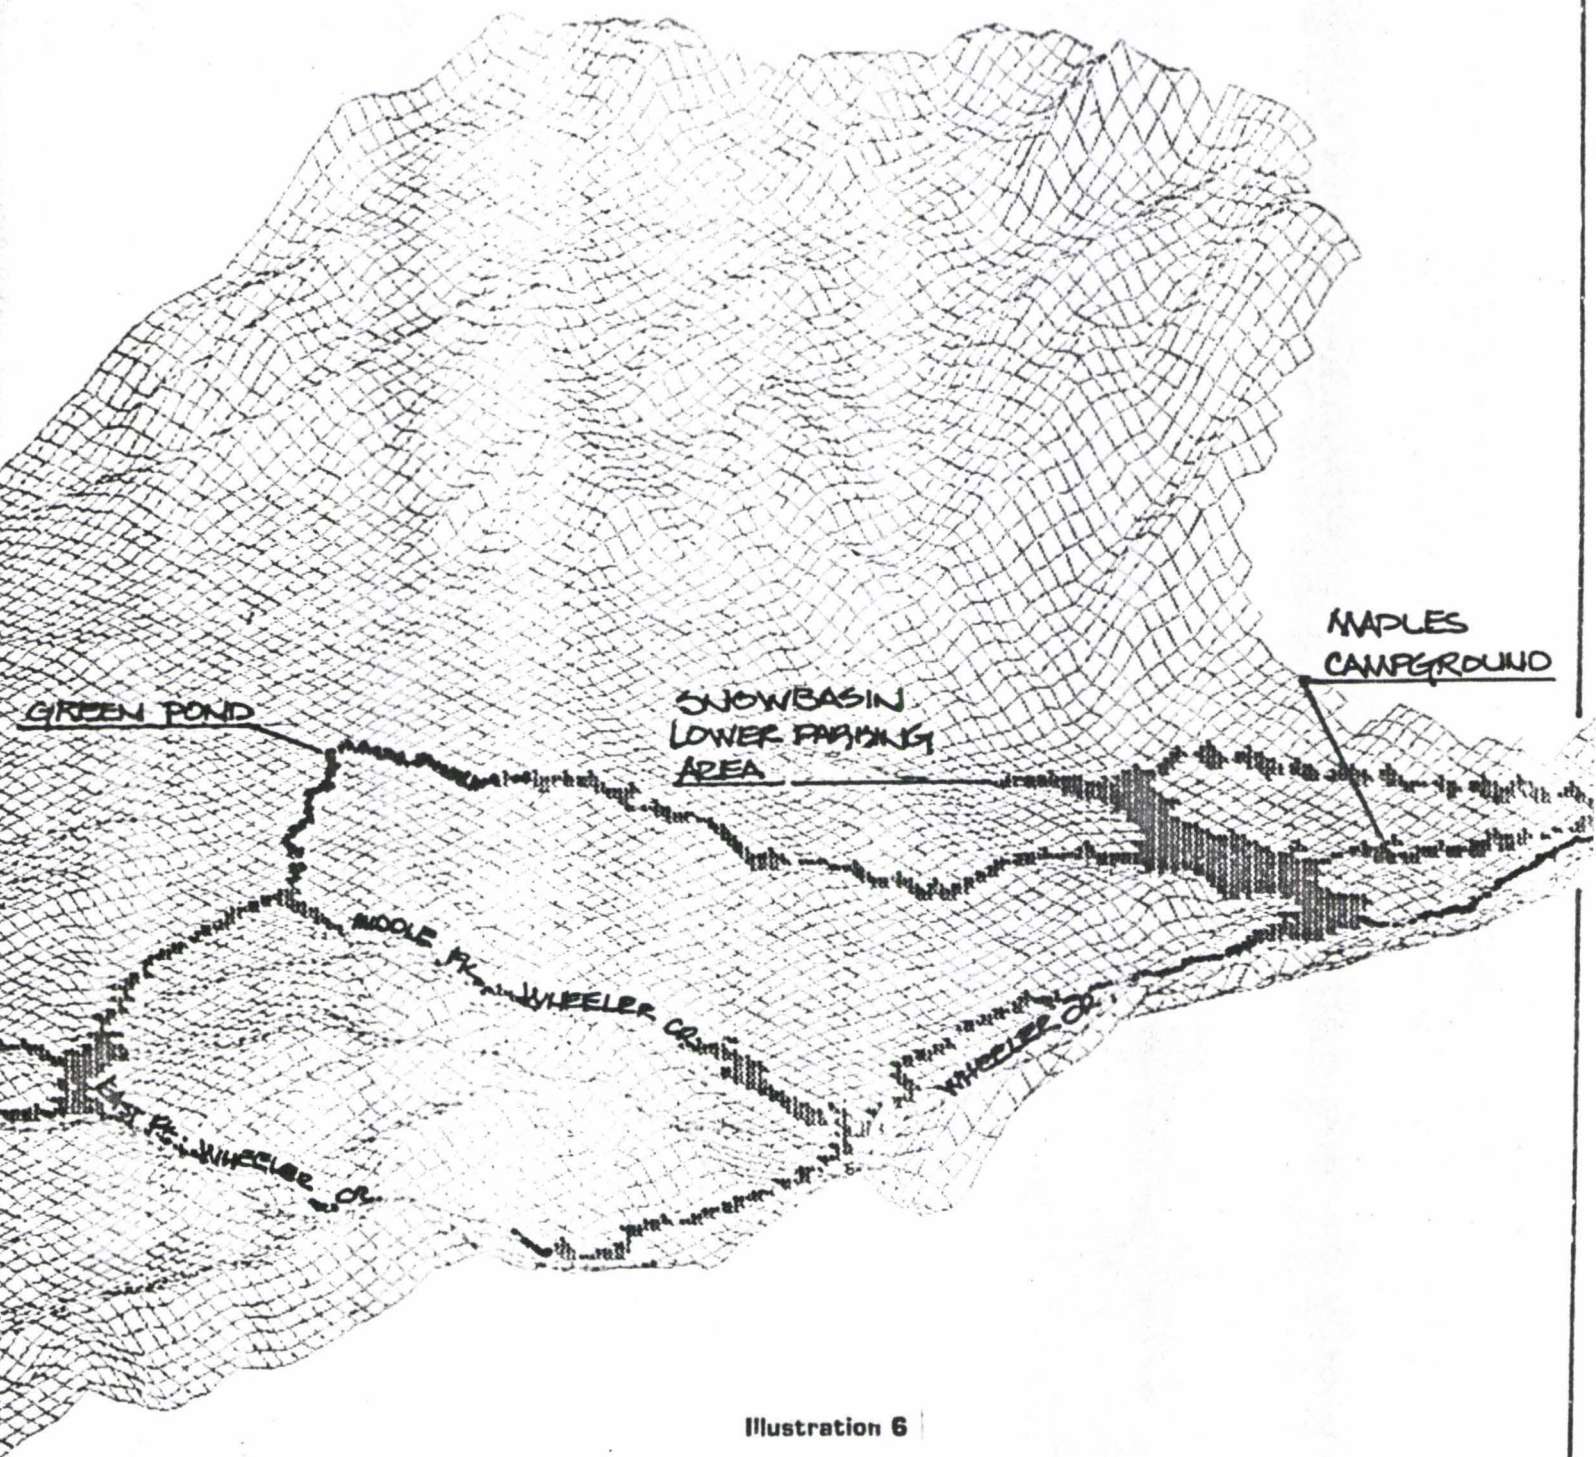 MAPLES
CAMPGROUND
GREEN POND
SNOWBASIN
LOWER PARKING
AREA
MIDDLE FK. WHEELER CR.
WHEELER CR.
EAST FK. WHEELER CR.
Illustration 6